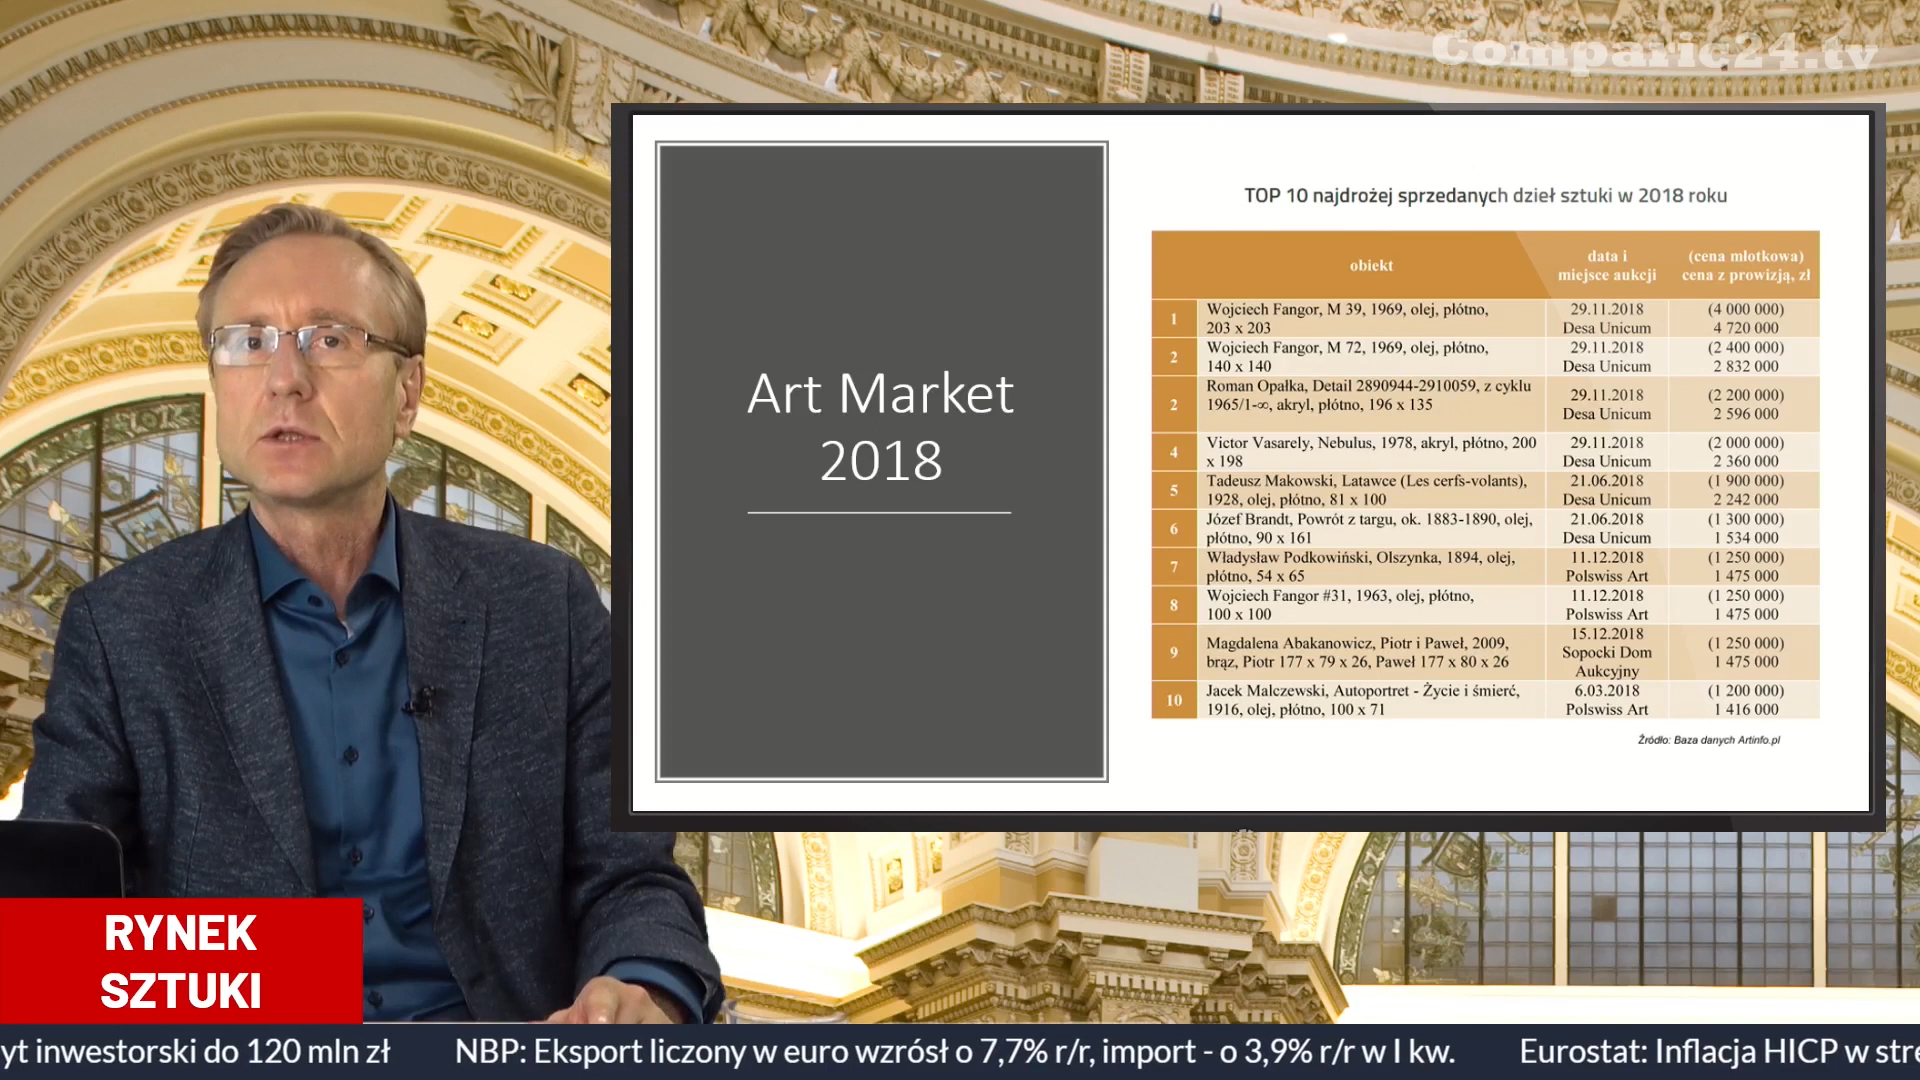 Comparic24.tv
Art Market
2018
TOP 10 najdrożej sprzedanych dzieł sztuki w 2018 roku
obiekt
data i
miejsce aukcji
(cena młotkowa)
cena z prowizją, zł
1
Wojciech Fangor, M 39, 1969, olej, płótno,
203 x 203
29.11.2018
Desa Unicum
(4 000 000)
4 720 000
2
Wojciech Fangor, M 72, 1969, olej, płótno,
140 x 140
29.11.2018
Desa Unicum
(2 400 000)
2 832 000
2
Roman Opałka, Detail 2890944-2910059, z cyklu
1965/1-∞, akryl, płótno, 196 x 135
29.11.2018
Desa Unicum
(2 200 000)
2 596 000
4
Victor Vasarely, Nebulus, 1978, akryl, płótno, 200
x 198
29.11.2018
Desa Unicum
(2 000 000)
2 360 000
5
Tadeusz Makowski, Latawce (Les cerfs-volants),
1928, olej, płótno, 81 x 100
21.06.2018
Desa Unicum
(1 900 000)
2 242 000
6
Józef Brandt, Powrót z targu, ok. 1883-1890, olej,
płótno, 90 x 161
21.06.2018
Desa Unicum
(1 300 000)
1 534 000
7
Władysław Podkowiński, Olszynka, 1894, olej,
płótno, 54 x 65
11.12.2018
Polswiss Art
(1 250 000)
1 475 000
8
Wojciech Fangor #31, 1963, olej, płótno,
100 x 100
11.12.2018
Polswiss Art
(1 250 000)
1 475 000
9
Magdalena Abakanowicz, Piotr i Paweł, 2009,
brąz, Piotr 177 x 79 x 26, Paweł 177 x 80 x 26
15.12.2018
Sopocki Dom
Aukcyjny
(1 250 000)
1 475 000
10
Jacek Malczewski, Autoportret - Życie i śmierć,
1916, olej, płótno, 100 x 71
6.03.2018
Polswiss Art
(1 200 000)
1 416 000
Źródło: Baza danych Artinfo.pl
RYNEK
SZTUKI
yt inwestorski do 120 mln zł NBP: Eksport liczony w euro wzrósł o 7,7% r/r, import - o 3,9% r/r w I kw. Eurostat: Inflacja HICP w stre